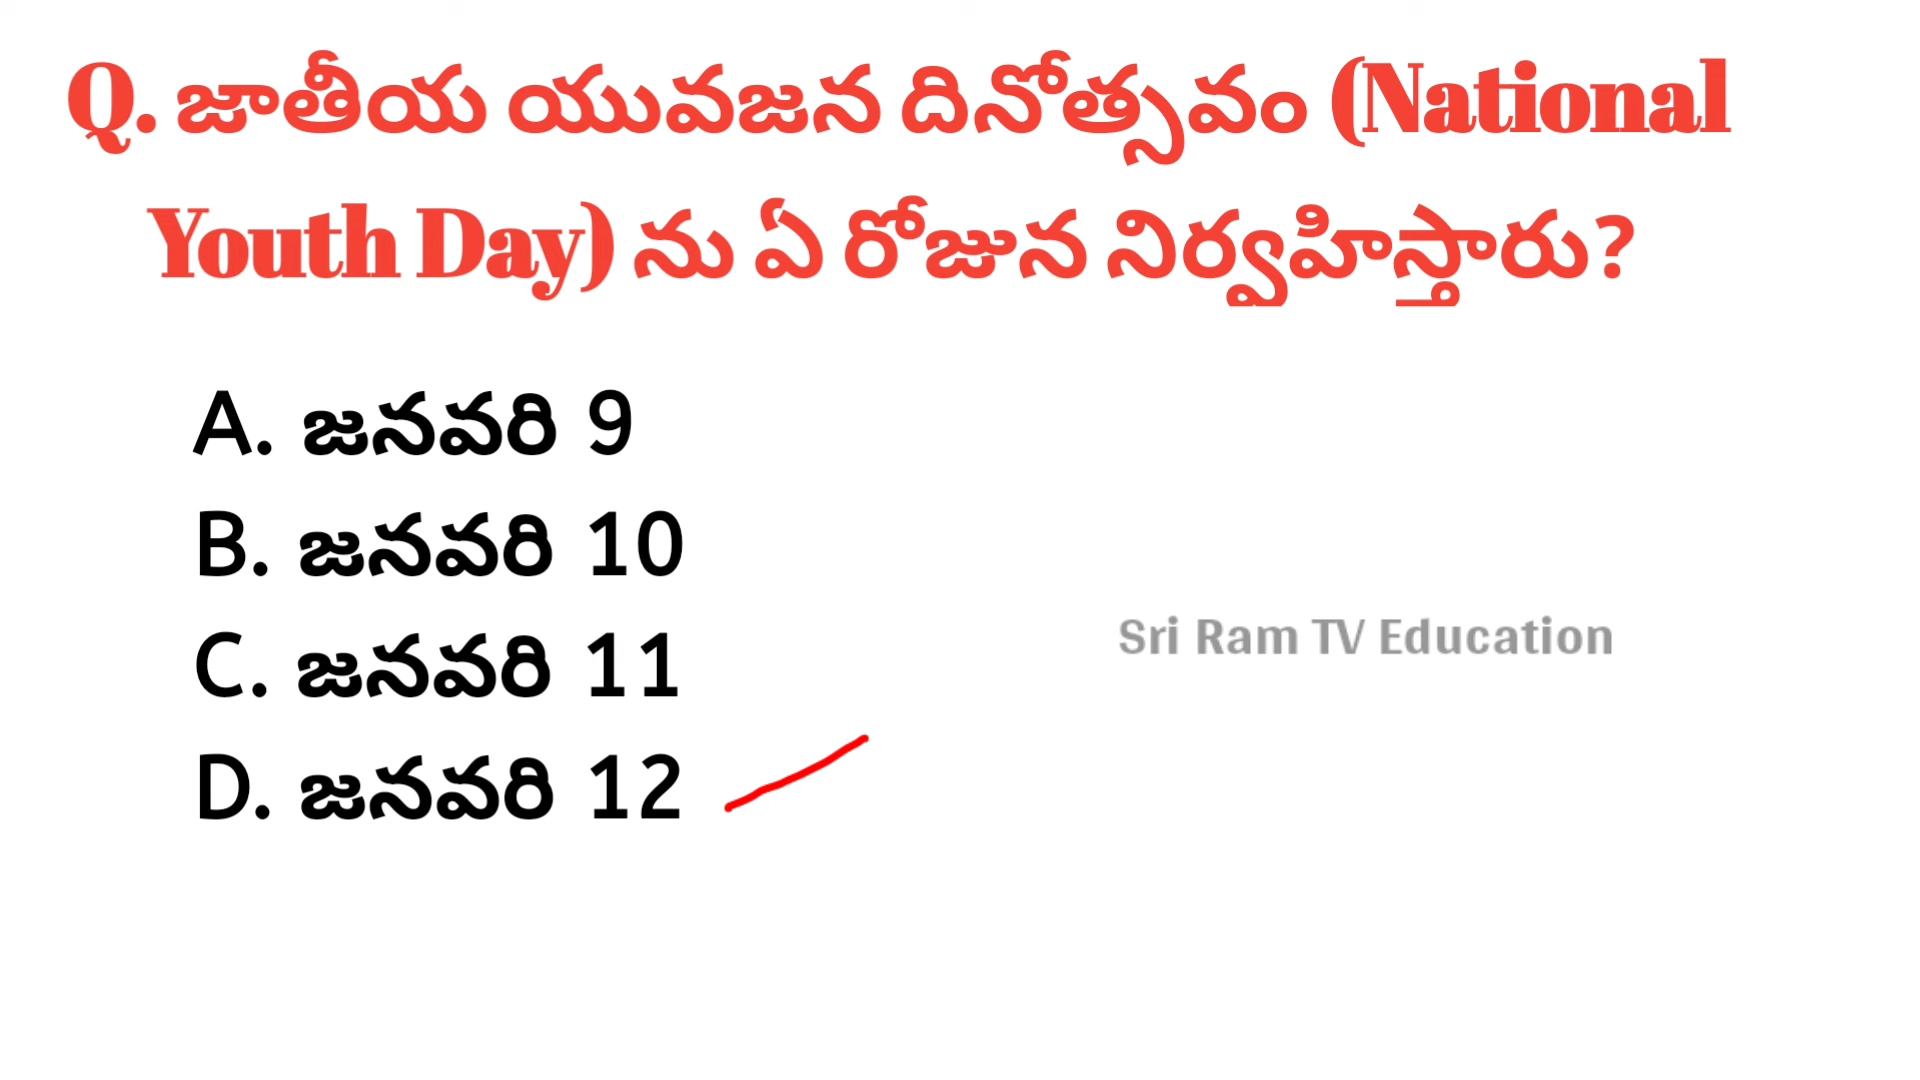 Q. జాతీయ యువజన దినోత్సవం (National
Youth Day) ను ఏ రోజున నిర్వహిస్తారు?
A. జనవరి 9
B. జనవరి 10
C. జనవరి 11
Sri Ram TV Education
D. జనవరి 12